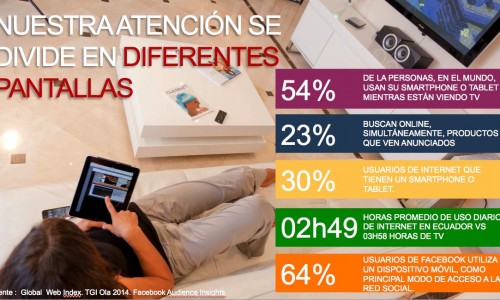 NUESTRA ATENCIÓN SE
DIVIDE EN DIFERENTES
PANTALLAS
54%
DE LA PERSONAS, EN EL MUNDO,
USAN SU SMARTPHONE O TABLET
MIENTRAS ESTÁN VIENDO TV
23%
BUSCAN ONLINE,
SIMULTÁNEAMENTE, PRODUCTOS
QUE VEN ANUNCIADOS
30%
USUARIOS DE INTERNET QUE
TIENEN UN SMARTPHONE O
TABLET.
02h49
HORAS PROMEDIO DE USO DIARIO
DE INTERNET EN ECUADOR VS
03H58 HORAS DE TV
64%
USUARIOS DE FACEBOOK UTILIZA
UN DISPOSITIVO MÓVIL, COMO
PRINCIPAL MODO DE ACCESO A LA
RED SOCIAL.
ente : Global Web Index. TGI Ola 2014. Facebook Audience Insights